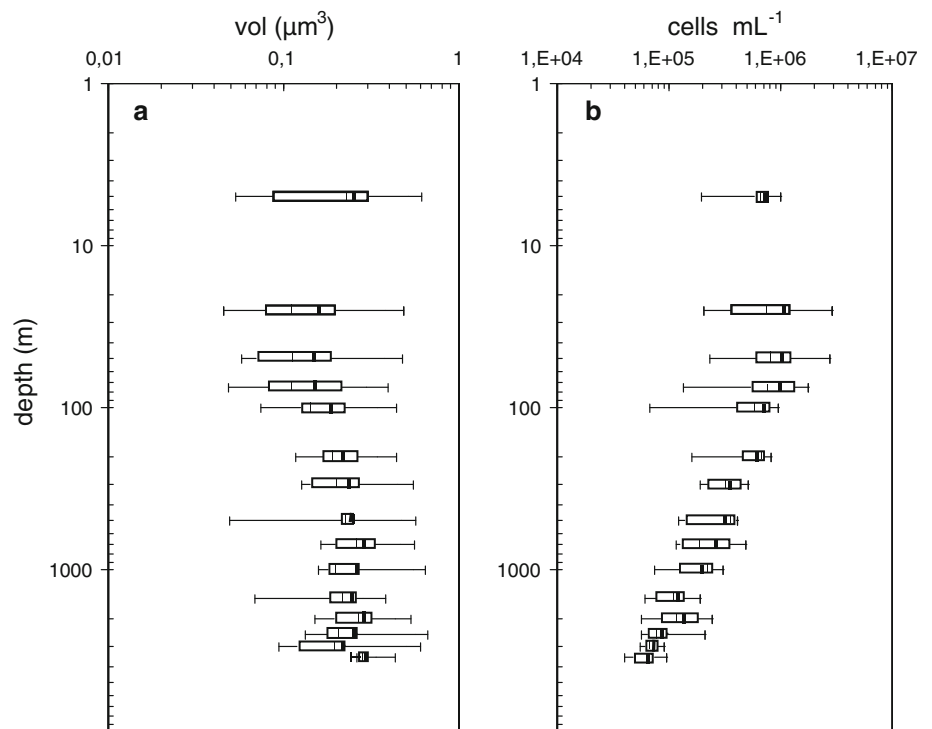 vol (µm³) cells mL⁻¹
0,01 0,1 1 1,E+04 1,E+05 1,E+06 1,E+07
1 1
a b
10 10
depth (m)
100 100
1000 1000